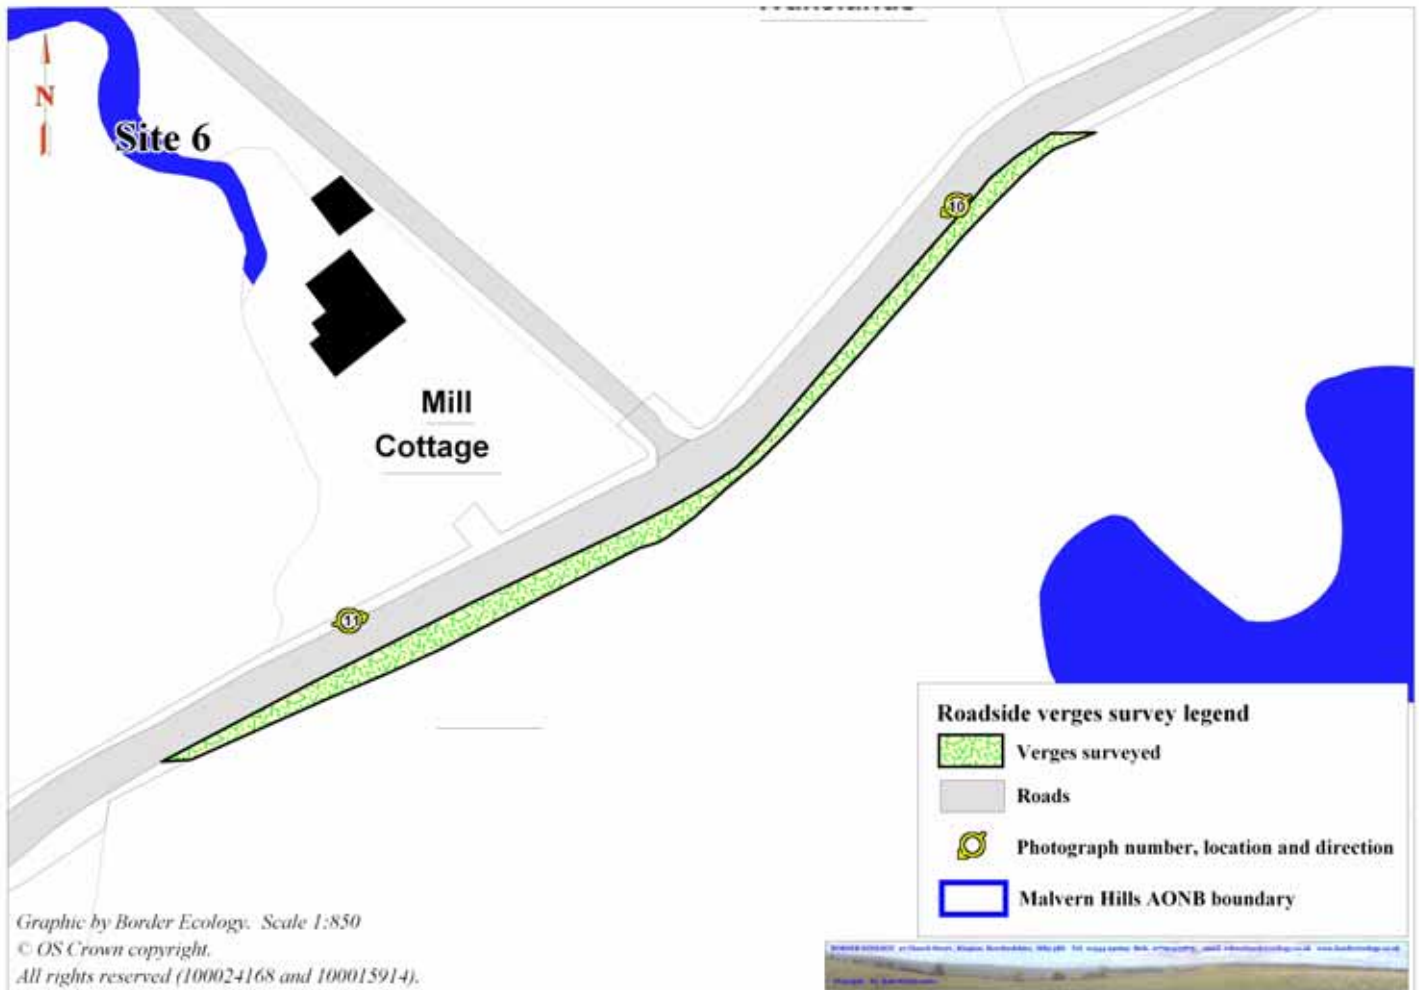 N
Site 6
10
Mill
Cottage
11
Roadside verges survey legend
Verges surveyed
Roads
Photograph number, location and direction
Malvern Hills AONB boundary
Graphic by Border Ecology. Scale 1:850
© OS Crown copyright.
All rights reserved (100024168 and 100015914).